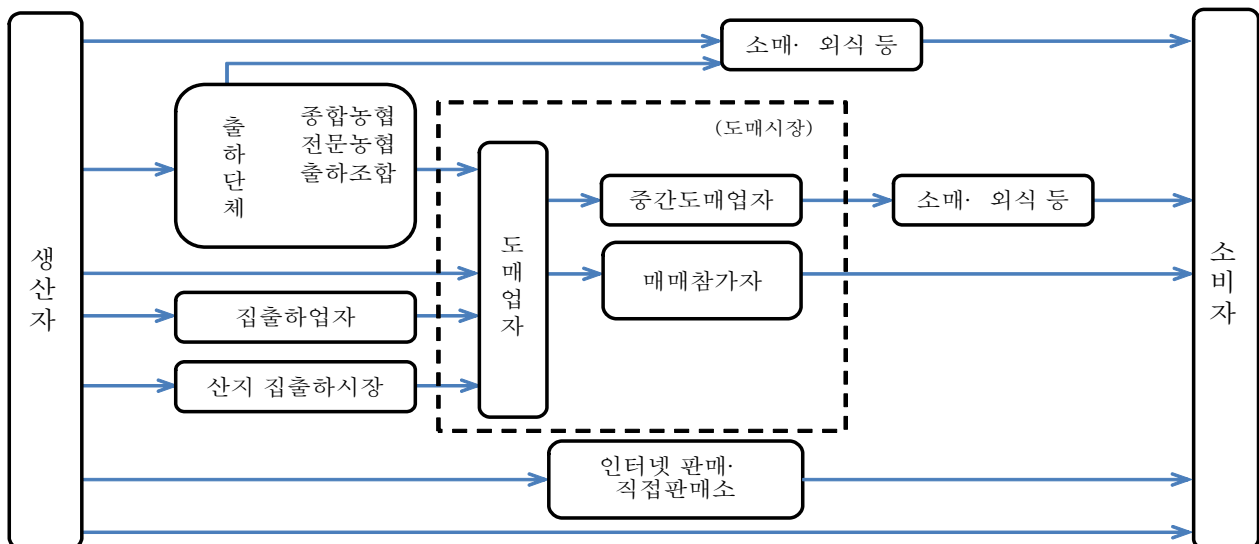 소매· 외식 등
출하단체
종합농협
전문농협
출하조합
(도매시장)
중간도매업자
소매· 외식 등
생산자
도매업자
소비자
매매참가자
집출하업자
산지 집출하시장
인터넷 판매·
직접판매소